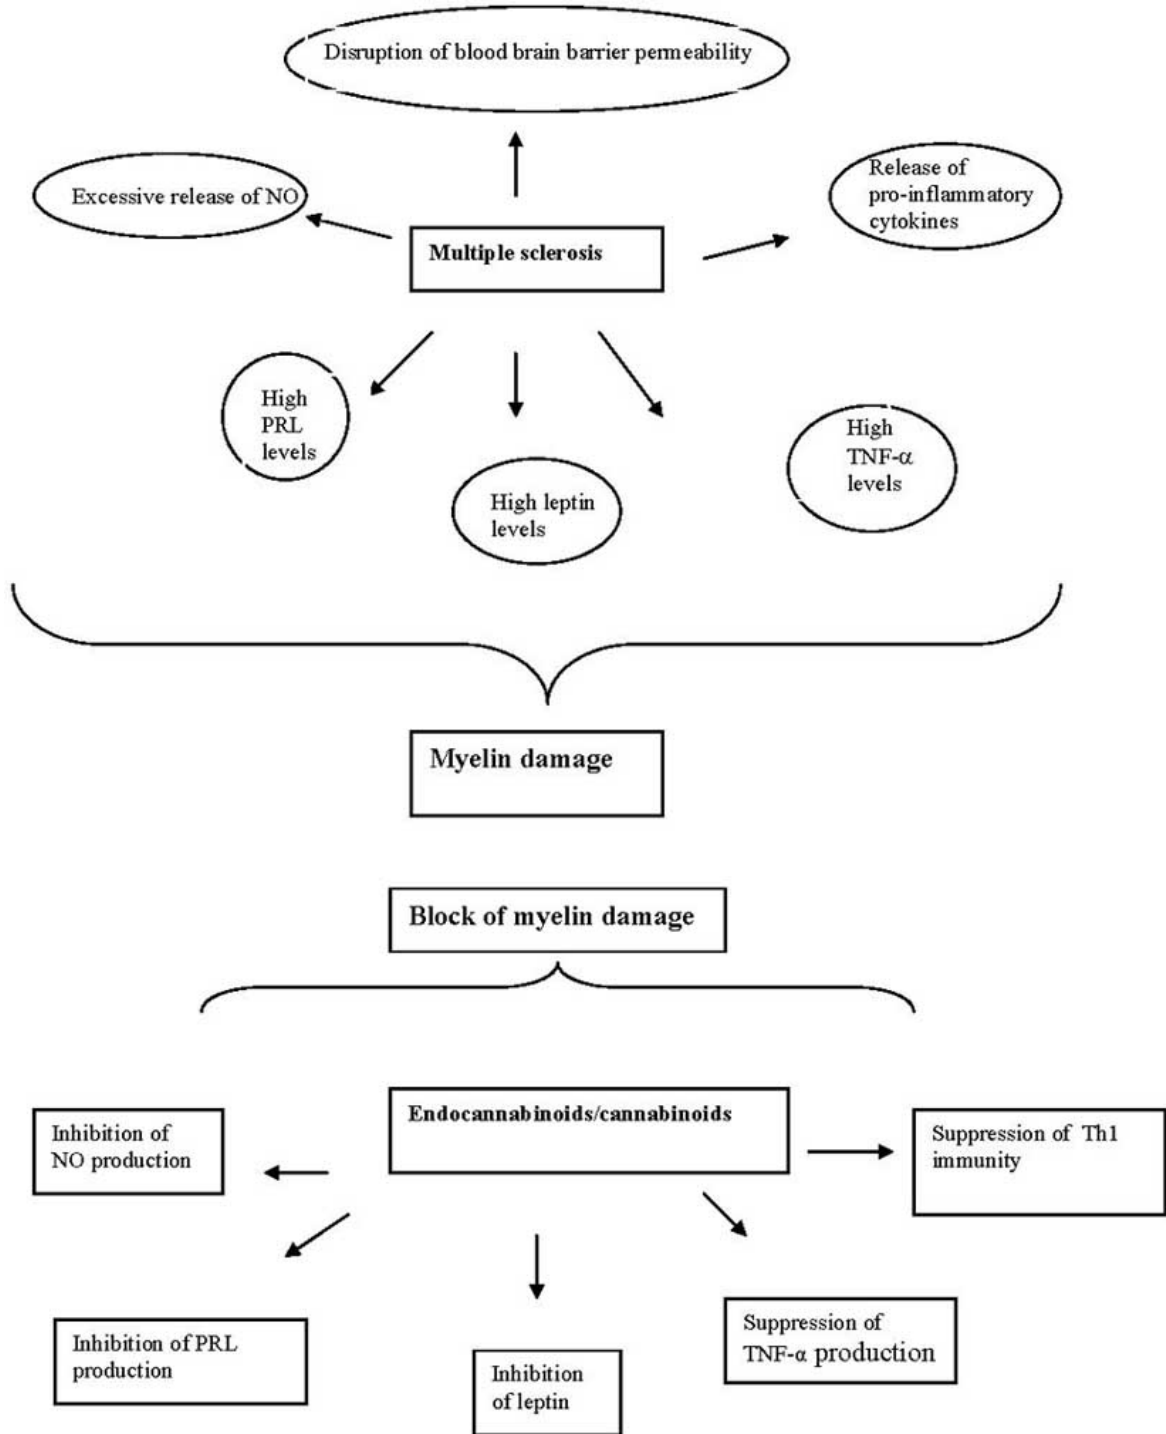 Disruption of blood brain barrier permeability
Excessive release of NO
Release of
pro-inflammatory
cytokines
Multiple sclerosis
High
PRL
levels
High leptin
levels
High
TNF-α
levels
Myelin damage
Block of myelin damage
Endocannabinoids/cannabinoids
Inhibition of
NO production
Suppression of Th1
immunity
Inhibition of PRL
production
Inhibition
of leptin
Suppression of
TNF-α production